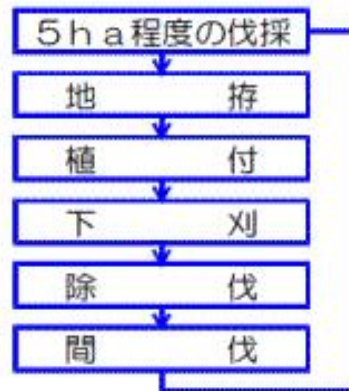 ５ｈａ程度の伐採
地　　　拵
植　　　付
下　　　刈
除　　　伐
間　　　伐